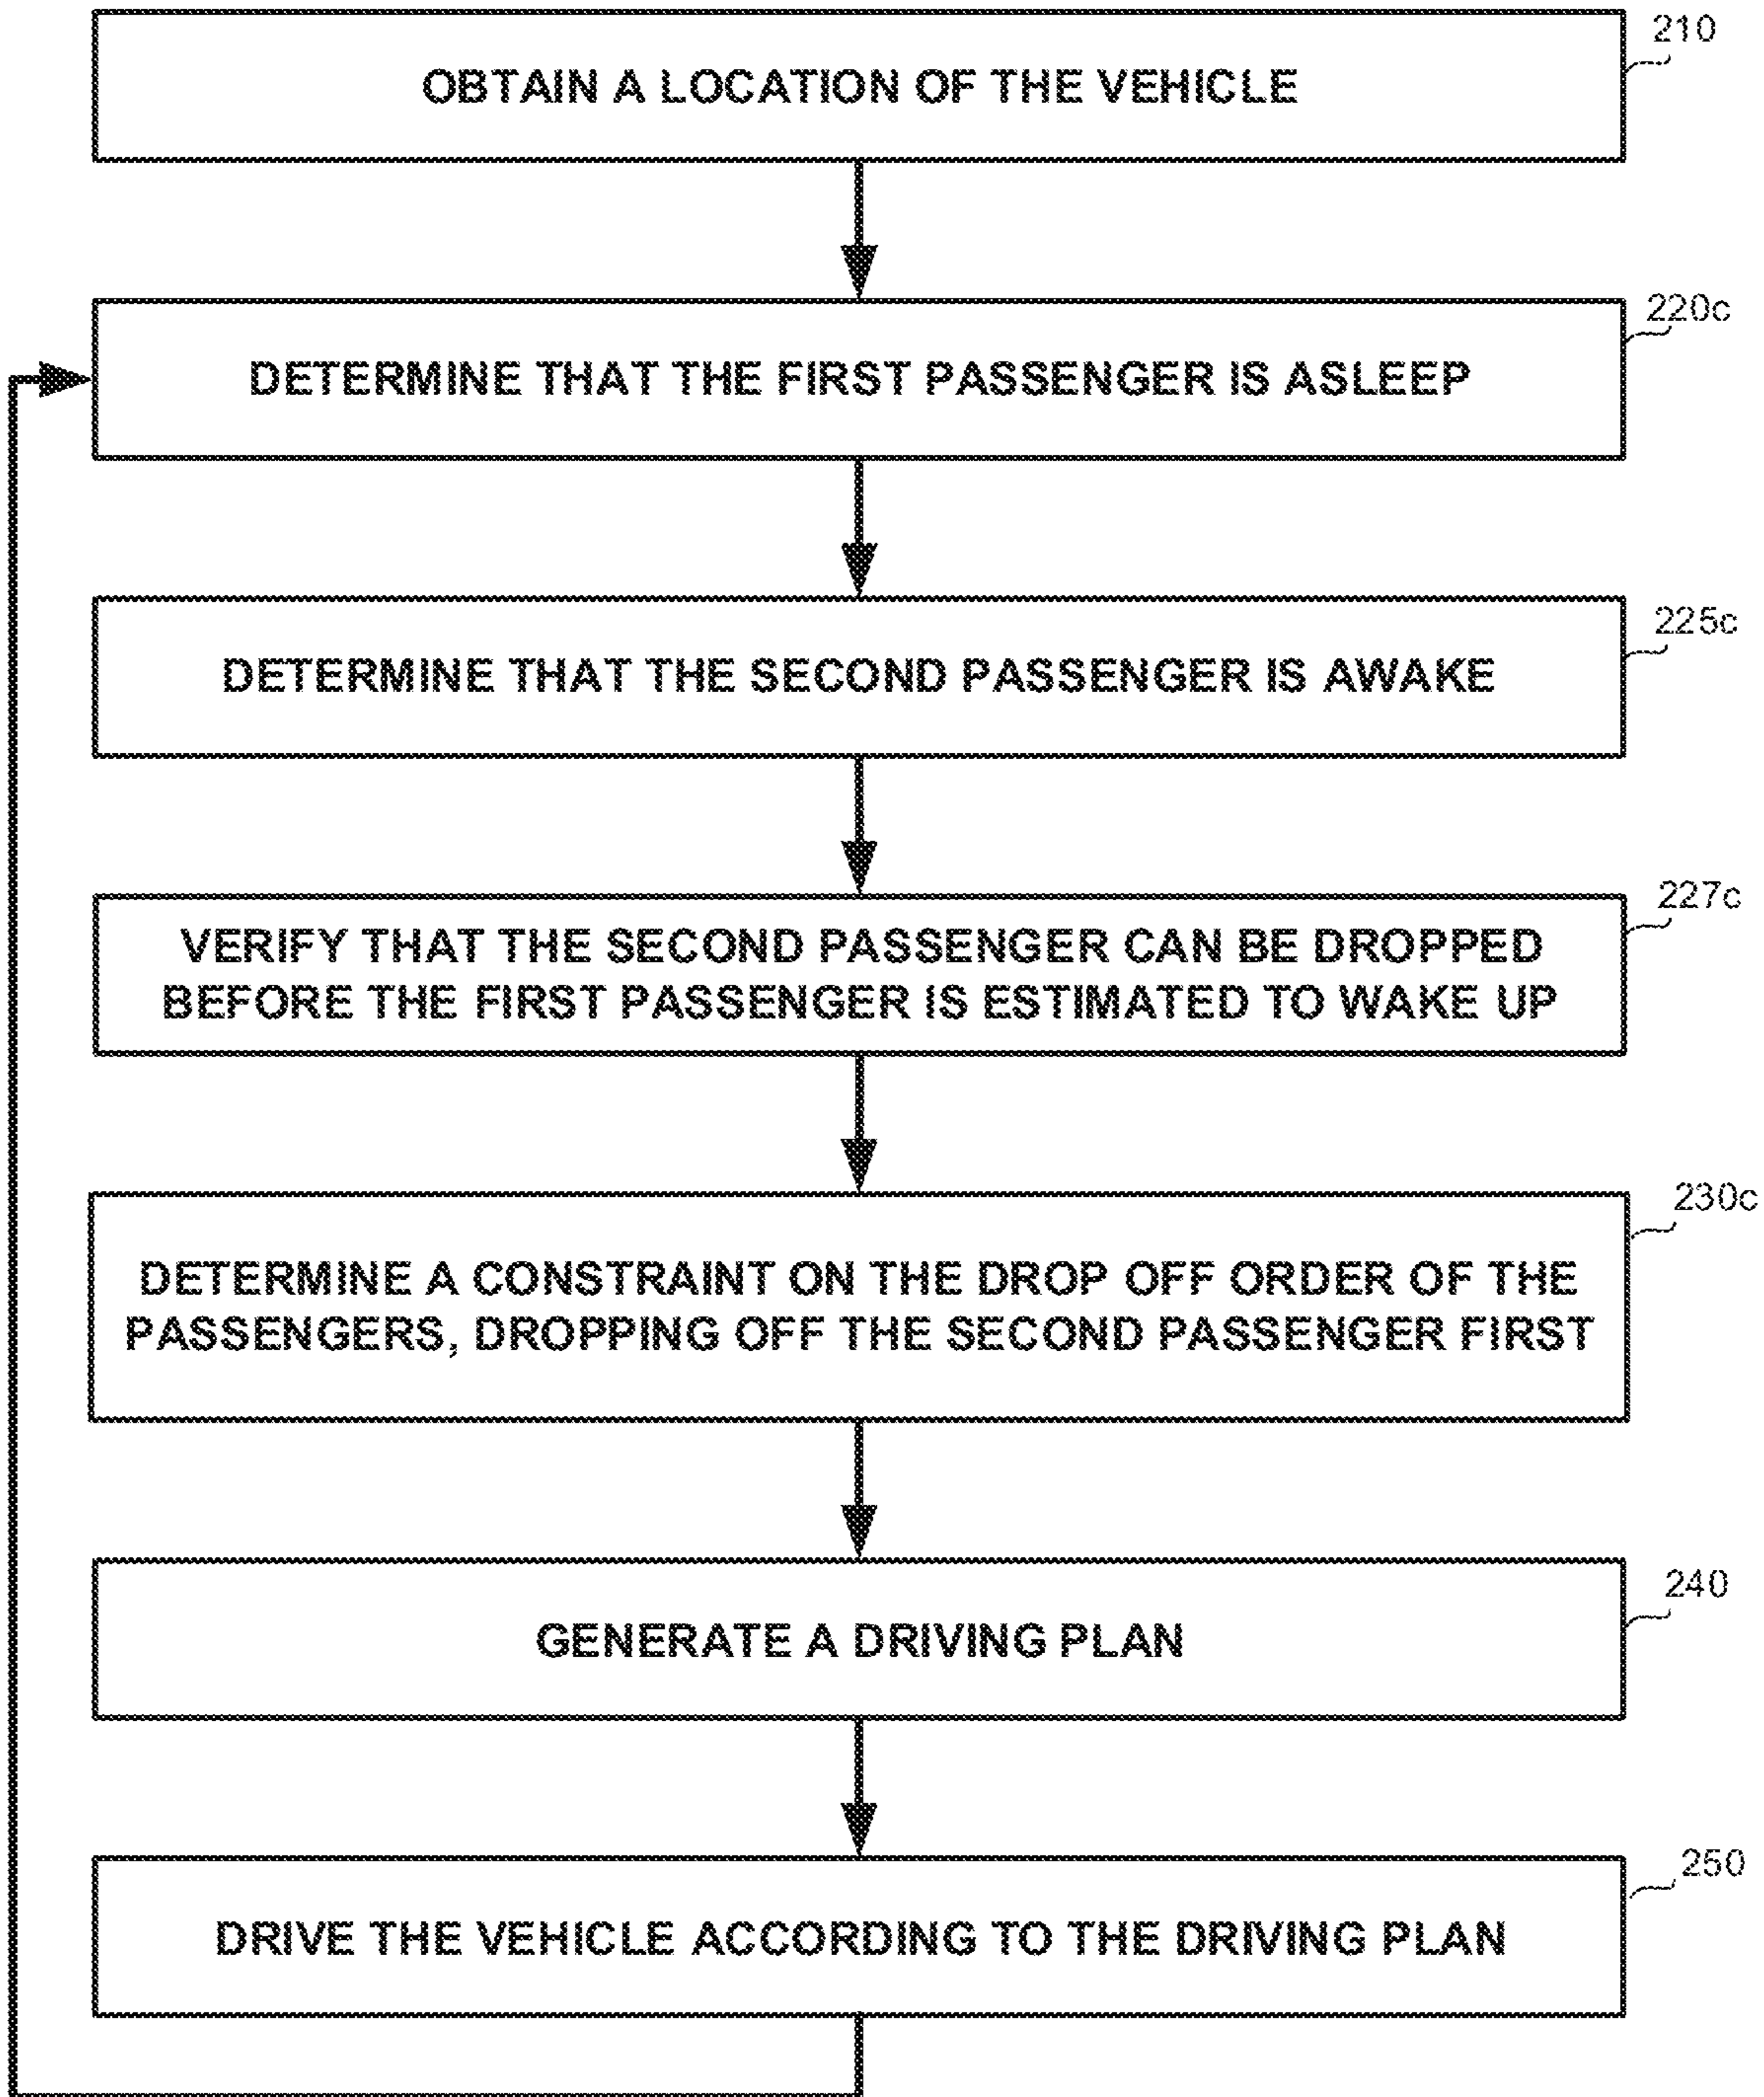 210
OBTAIN A LOCATION OF THE VEHICLE
220c
DETERMINE THAT THE FIRST PASSENGER IS ASLEEP
225c
DETERMINE THAT THE SECOND PASSENGER IS AWAKE
227c
VERIFY THAT THE SECOND PASSENGER CAN BE DROPPED
BEFORE THE FIRST PASSENGER IS ESTIMATED TO WAKE UP
230c
DETERMINE A CONSTRAINT ON THE DROP OFF ORDER OF THE
PASSENGERS, DROPPING OFF THE SECOND PASSENGER FIRST
240
GENERATE A DRIVING PLAN
250
DRIVE THE VEHICLE ACCORDING TO THE DRIVING PLAN